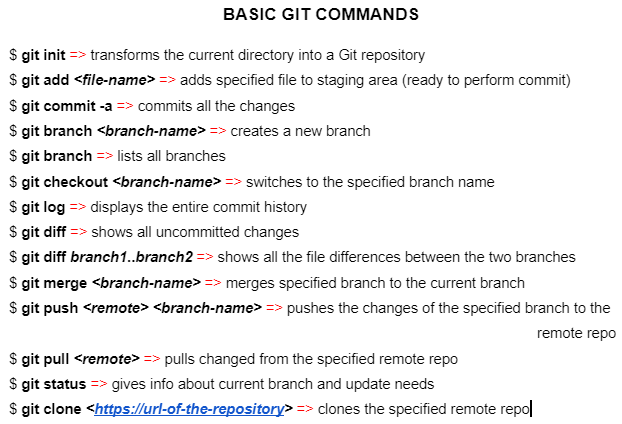 BASIC GIT COMMANDS
$ git init => transforms the current directory into a Git repository
$ git add <file-name> => adds specified file to staging area (ready to perform commit)
$ git commit -a => commits all the changes
$ git branch <branch-name> => creates a new branch
$ git branch => lists all branches
$ git checkout <branch-name> => switches to the specified branch name
$ git log => displays the entire commit history
$ git diff => shows all uncommitted changes
$ git diff branch1..branch2 => shows all the file differences between the two branches
$ git merge <branch-name> => merges specified branch to the current branch
$ git push <remote> <branch-name> => pushes the changes of the specified branch to the
remote repo
$ git pull <remote> => pulls changed from the specified remote repo
$ git status => gives info about current branch and update needs
$ git clone <https://url-of-the-repository> => clones the specified remote repo